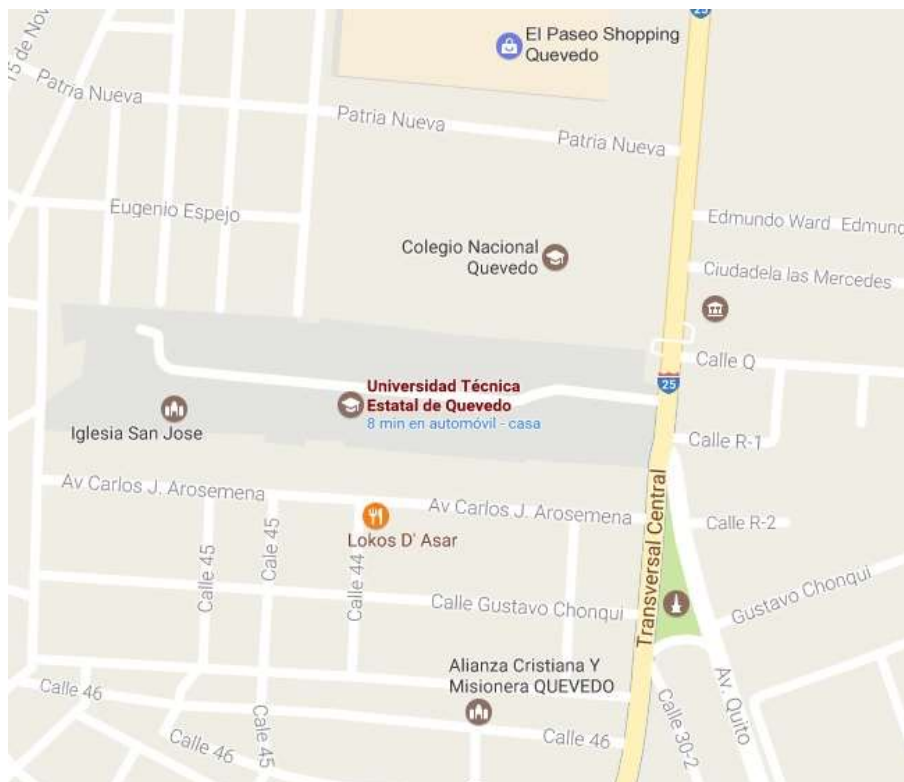 25
El Paseo Shopping
Quevedo
15 de Nov
Patria Nueva
Patria Nueva
Patria Nueva
Eugenio Espejo
Edmundo Ward Edmund
Colegio Nacional
Quevedo
Ciudadela las Mercedes
Calle Q
25
Universidad Técnica
Estatal de Quevedo
8 min en automóvil - casa
Iglesia San Jose
Calle R-1
Av Carlos J. Arosemena
Av Carlos J. Arosemena
Calle R-2
Lokos D' Asar
Transversal Central
Calle 45
Cale 45
Calle 44
Calle Gustavo Chonqui
Gustavo Chonqui
Alianza Cristiana Y
Misionera QUEVEDO
Av. Quito
Calle 30-2
Calle 46
Calle 46
Cale 45
Calle 46